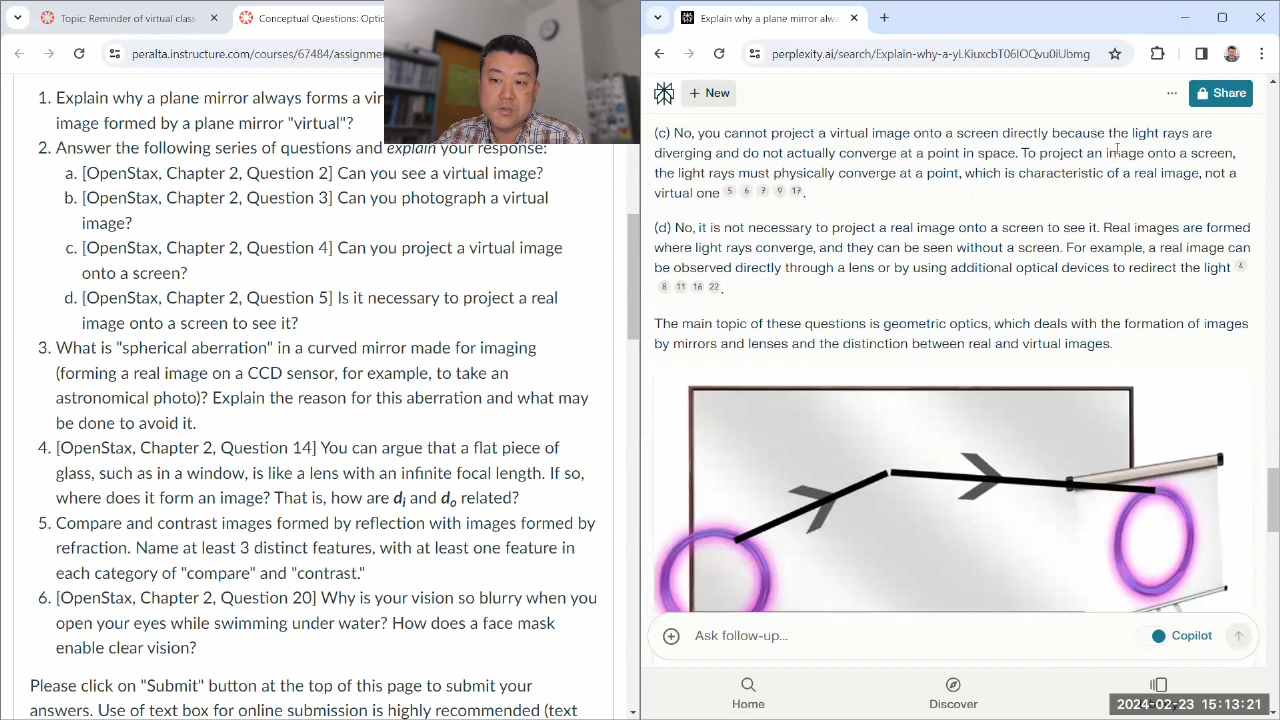 Topic: Reminder of virtual class
Conceptual Questions: Optic
peralta.instructure.com/courses/67484/assignme
1. Explain why a plane mirror always forms a vir
image formed by a plane mirror "virtual"?
2. Answer the following series of questions and explain your response:
a. [OpenStax, Chapter 2, Question 2] Can you see a virtual image?
b. [OpenStax, Chapter 2, Question 3] Can you photograph a virtual
image?
c. [OpenStax, Chapter 2, Question 4] Can you project a virtual image
onto a screen?
d. [OpenStax, Chapter 2, Question 5] Is it necessary to project a real
image onto a screen to see it?
3. What is "spherical aberration" in a curved mirror made for imaging
(forming a real image on a CCD sensor, for example, to take an
astronomical photo)? Explain the reason for this aberration and what may
be done to avoid it.
4. [OpenStax, Chapter 2, Question 14] You can argue that a flat piece of
glass, such as in a window, is like a lens with an infinite focal length. If so,
where does it form an image? That is, how are di and do related?
5. Compare and contrast images formed by reflection with images formed by
refraction. Name at least 3 distinct features, with at least one feature in
each category of "compare" and "contrast."
6. [OpenStax, Chapter 2, Question 20] Why is your vision so blurry when you
open your eyes while swimming under water? How does a face mask
enable clear vision?
Please click on "Submit" button at the top of this page to submit your
answers. Use of text box for online submission is highly recommended (text
Explain why a plane mirror alwa
perplexity.ai/search/Explain-why-a-yLKiuxcbT06IOQvu0iUbmg
+ New
Share
(c) No, you cannot project a virtual image onto a screen directly because the light rays are
diverging and do not actually converge at a point in space. To project an image onto a screen,
the light rays must physically converge at a point, which is characteristic of a real image, not a
virtual one 5 6 7 9 17.
(d) No, it is not necessary to project a real image onto a screen to see it. Real images are formed
where light rays converge, and they can be seen without a screen. For example, a real image can
be observed directly through a lens or by using additional optical devices to redirect the light 4
8 11 16 22.
The main topic of these questions is geometric optics, which deals with the formation of images
by mirrors and lenses and the distinction between real and virtual images.
Ask follow-up...
Copilot
Home
Discover
2024-02-23 15:13:21